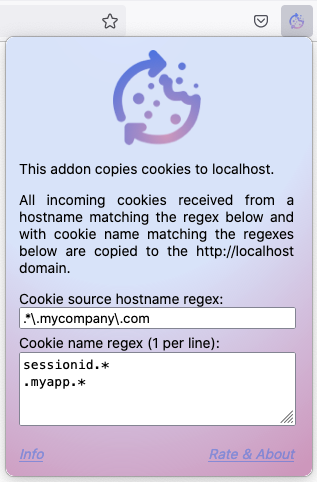 This addon copies cookies to localhost.
All incoming cookies received from a
hostname matching the regex below and
with cookie name matching the regexes
below are copied to the http://localhost
domain.
Cookie source hostname regex:
.*\.mycompany\.com
Cookie name regex (1 per line):
sessionid.*
.myapp.*
Info
Rate & About